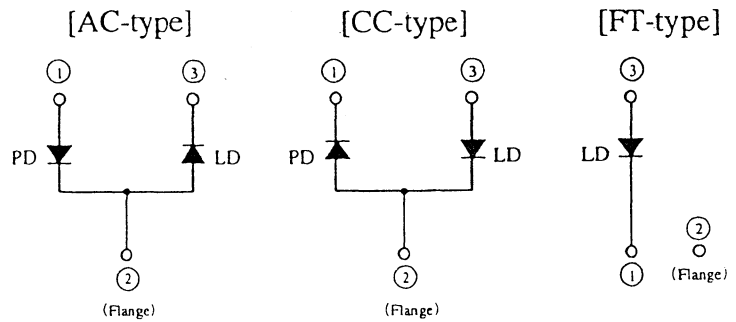 [AC-type] [CC-type] [FT-type]
① ③ ① ③ ③
PD LD PD LD LD
②
② ② ① (Flange)
(Flange) (Flange)